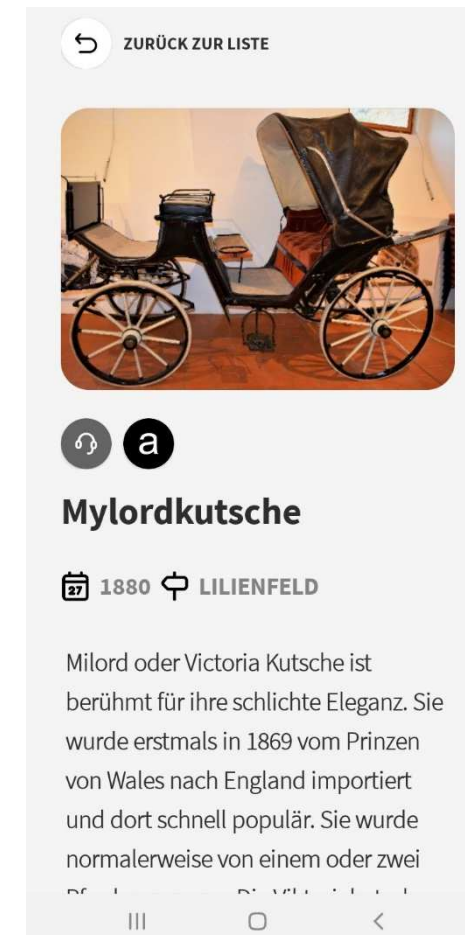 ZURÜCK ZUR LISTE
a
Mylordkutsche
27 1880 LILIENFELD
Milord oder Victoria Kutsche ist
berühmt für ihre schlichte Eleganz. Sie
wurde erstmals in 1869 vom Prinzen
von Wales nach England importiert
und dort schnell populär. Sie wurde
normalerweise von einem oder zwei